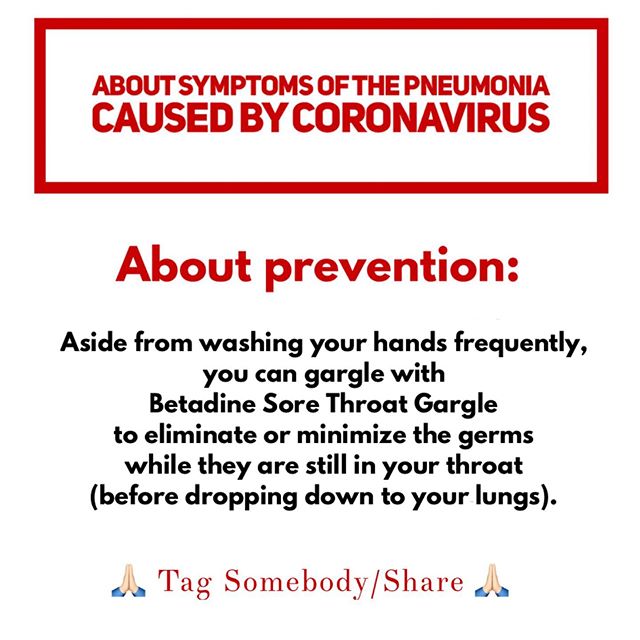 ABOUT SYMPTOMS OF THE PNEUMONIA
CAUSED BY CORONAVIRUS
About prevention:
Aside from washing your hands frequently,
you can gargle with
Betadine Sore Throat Gargle
to eliminate or minimize the germs
while they are still in your throat
(before dropping down to your lungs).
🙏🏻 Tag Somebody/Share 🙏🏻